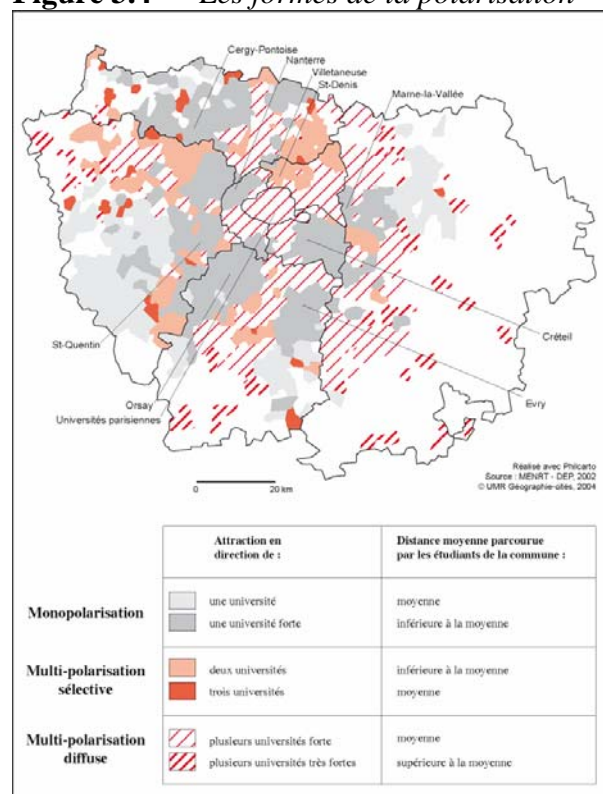 Figure 3.4 Les formes de la polarisation
Cergy-Pontoise
Nanterre
Villetaneuse
St-Denis
Marne-la-Vallée
St-Quentin
Créteil
Orsay
Evry
Universités parisiennes
0 20 km
Réalisé avec Philcarto
Source : MENRT - DEP, 2002
© UMR Géographie-cités, 2004
Attraction en
direction de :
Distance moyenne parcourue
par les étudiants de la commune :
Monopolarisation
une université moyenne
une université forte inférieure à la moyenne
Multi-polarisation
sélective
deux universités inférieure à la moyenne
trois universités moyenne
Multi-polarisation
diffuse
plusieurs universités forte moyenne
plusieurs universités très fortes supérieure à la moyenne